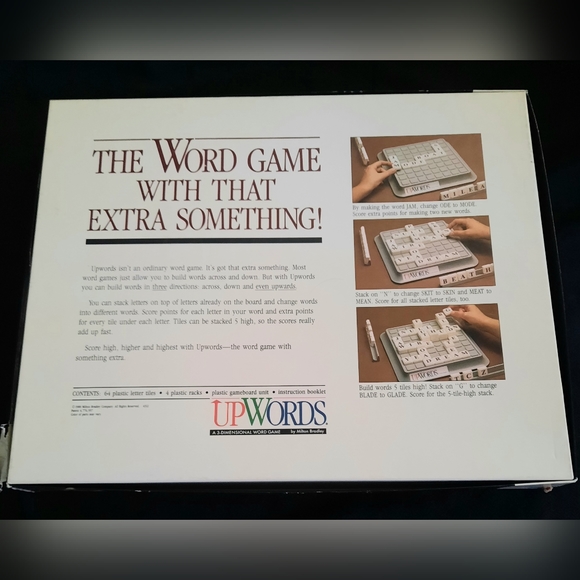 THE WORD GAME
WITH THAT
EXTRA SOMETHING!
Upwords isn't an ordinary word game. It's got that extra something. Most
word games just allow you to build words across and down. But with Upwords
you can build words in three directions: across, down and even upwards.
You can stack letters on top of letters already on the board and change words
into different words. Score points for each letter in your word and extra points
for every tile under each letter. Tiles can be stacked 5 high, so the scores really
add up fast.
Score high, higher and highest with Upwords—the word game with
something extra.
CONTENTS: 64 plastic letter tiles • 4 plastic racks • plastic gameboard unit • instruction booklet
UPWORDS
A 3-DIMENSIONAL WORD GAME by Milton Bradley
UPWORDS
By making the word JAM, change ODE to MODE.
Score extra points for making two new words.
UPWORDS
Stack on "N" to change SKIT to SKIN and MEAT to
MEAN. Score for all stacked letter tiles, too.
UPWORDS
Build words 5 tiles high! Stack on "G" to change
BLADE to GLADE. Score for the 5-tile-high stack.